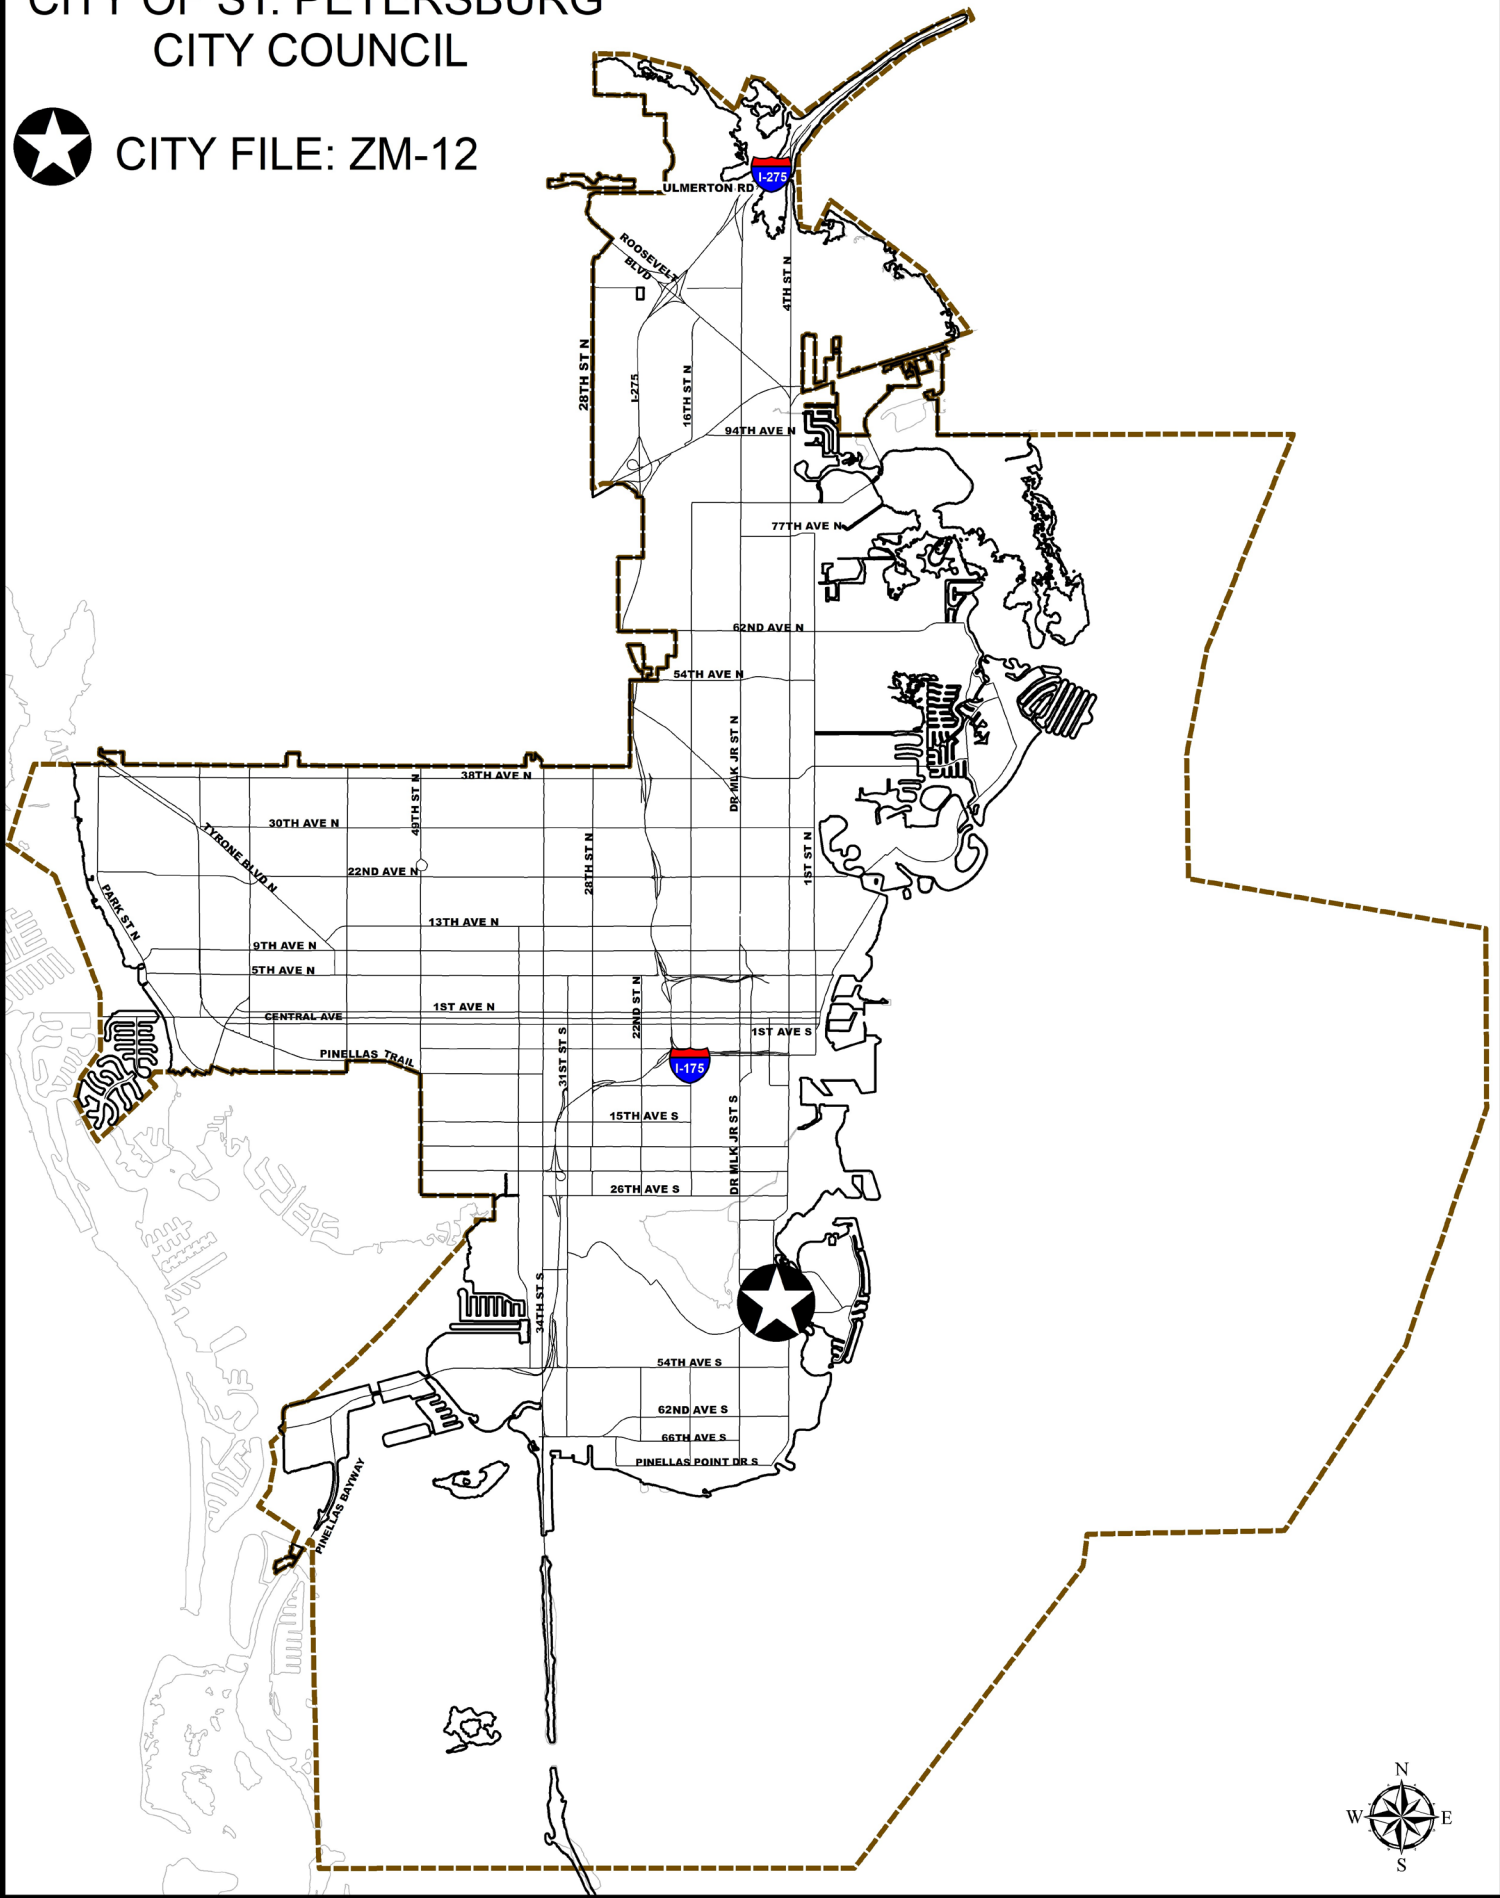 CITY OF ST. PETERSBURG
CITY COUNCIL
CITY FILE: ZM-12
I-275
ULMERTON RD
ROOSEVELT
BLVD
4TH ST N
28TH ST N
I-275
16TH ST N
94TH AVE N
77TH AVE N
62ND AVE N
54TH AVE N
DR MLK JR ST N
38TH AVE N
49TH ST N
30TH AVE N
TYRONE BLVD N
28TH ST N
1ST ST N
22ND AVE N
PARK ST N
13TH AVE N
9TH AVE N
5TH AVE N
22ND ST N
1ST AVE N
CENTRAL AVE
1ST AVE S
31ST ST S
PINELLAS TRAIL
I-175
15TH AVE S
DR MLK JR ST S
26TH AVE S
34TH ST S
54TH AVE S
62ND AVE S
66TH AVE S
PINELLAS POINT DR S
PINELLAS BAYWAY
N
W E
S